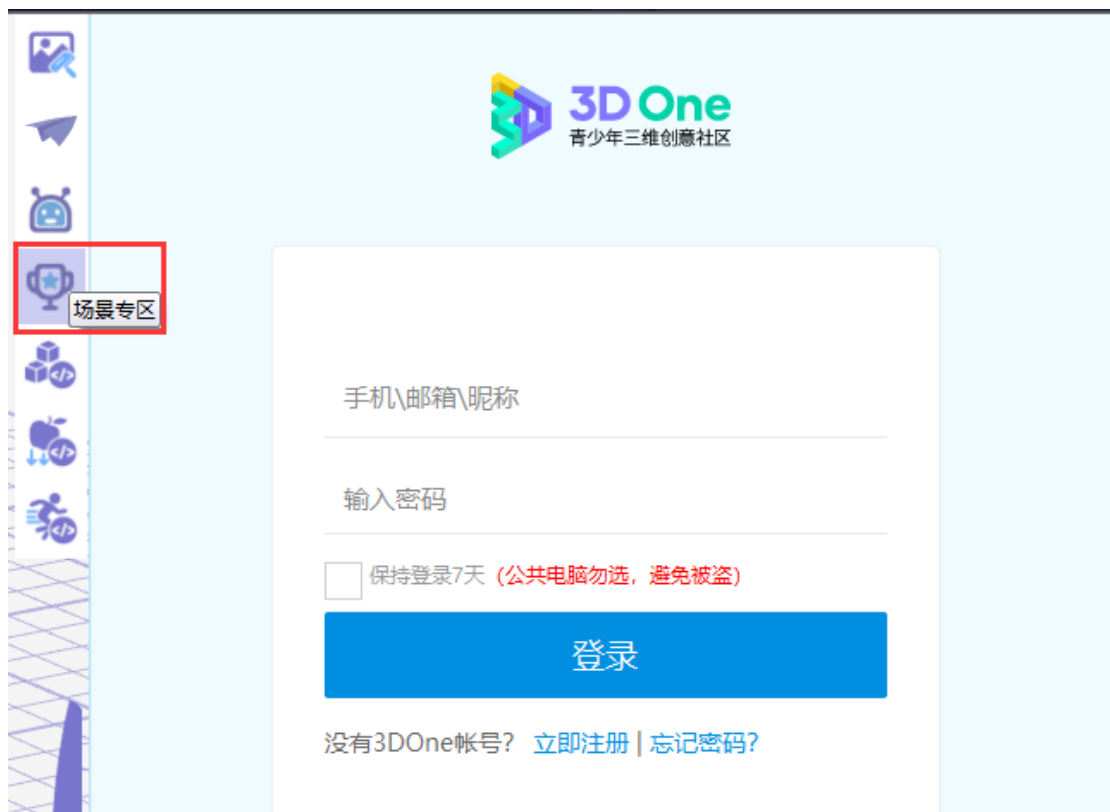 3D One
青少年三维创意社区
场景专区
手机\邮箱\昵称
输入密码
保持登录7天 (公共电脑勿选，避免被盗)
登录
没有3DOne帐号? 立即注册 | 忘记密码?